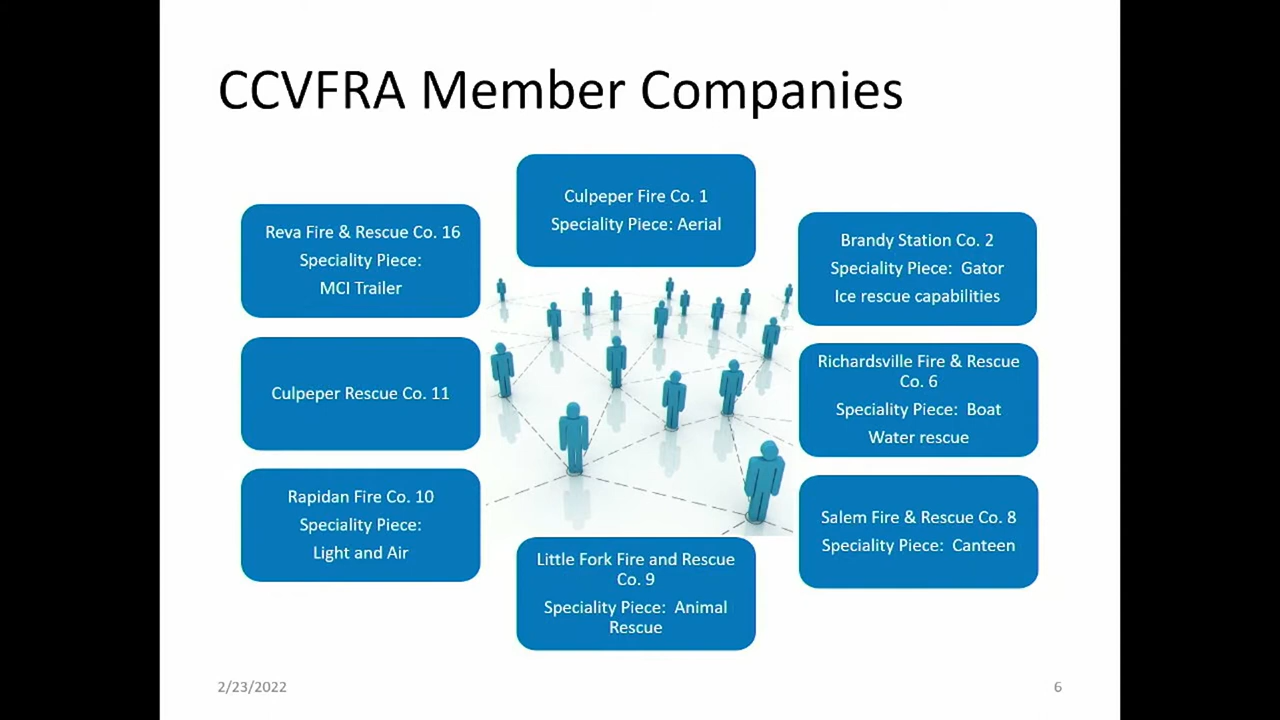 CCVFRA Member Companies
Culpeper Fire Co. 1
Speciality Piece: Aerial
Reva Fire & Rescue Co. 16
Speciality Piece:
MCI Trailer
Brandy Station Co. 2
Speciality Piece:  Gator
Ice rescue capabilities
Culpeper Rescue Co. 11
Richardsville Fire & Rescue
Co. 6
Speciality Piece:  Boat
Water rescue
Rapidan Fire Co. 10
Speciality Piece:
Light and Air
Salem Fire & Rescue Co. 8
Speciality Piece:  Canteen
Little Fork Fire and Rescue
Co. 9
Speciality Piece:  Animal
Rescue
2/23/2022
6